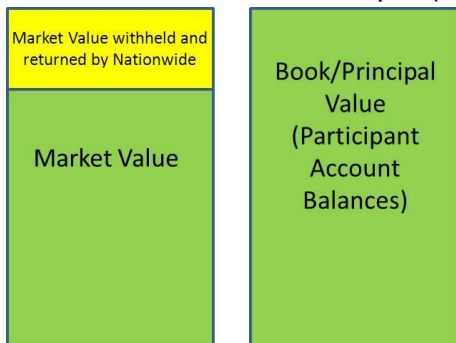 Market Value withheld and
returned by Nationwide
Market Value
Book/Principal
Value
(Participant
Account
Balances)